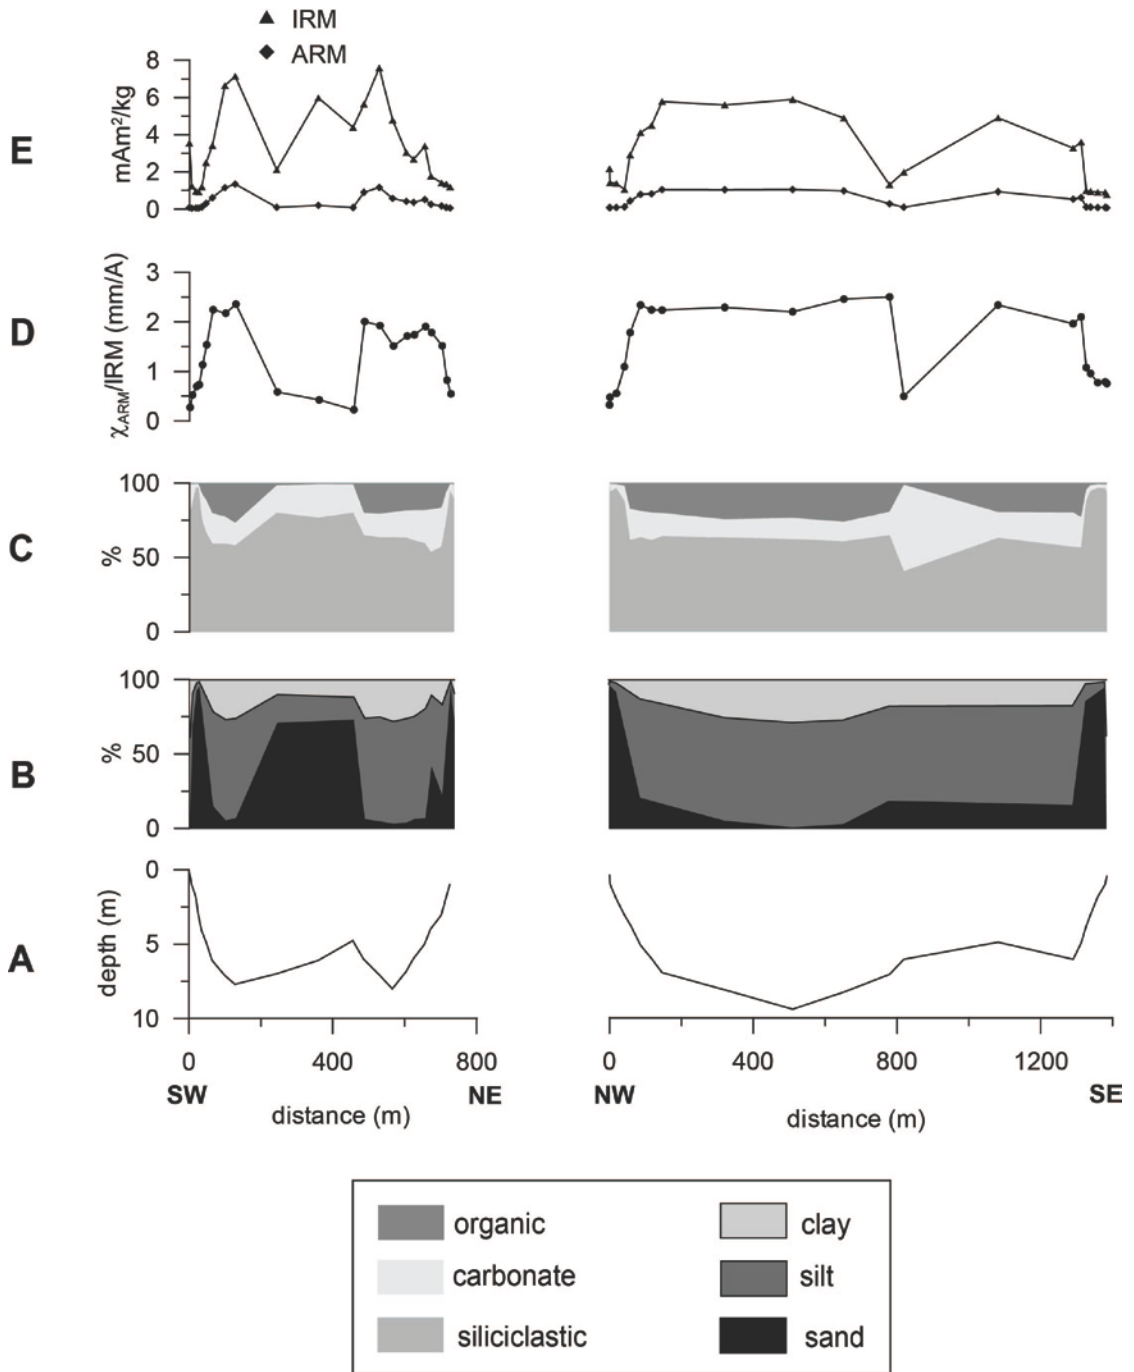 IRM
ARM
E
mAm²/kg
8
6
4
2
0
D
χARM/IRM (mm/A)
3
2
1
0
C
%
100
50
0
B
%
100
50
0
A
depth (m)
0
5
10
0 400 800
SW NE
distance (m)
0 400 800 1200
NW SE
distance (m)
organic clay
carbonate silt
siliciclastic sand